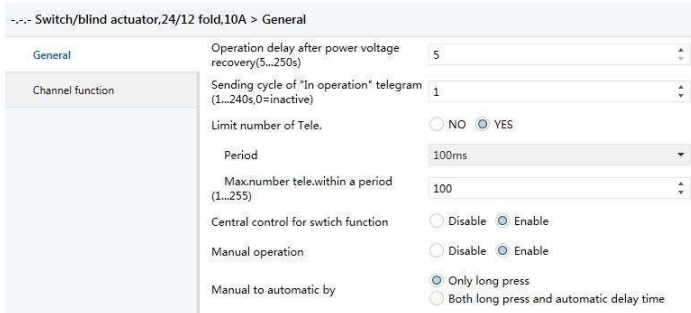 -.-.- Switch/blind actuator,24/12 fold,10A > General
General
Channel function
Operation delay after power voltage
recovery(5...250s)
5
Sending cycle of "In operation" telegram
(1...240s,0=inactive)
1
Limit number of Tele.
NO YES
Period
100ms
Max.number tele.within a period
(1...255)
100
Central control for swtich function
Disable Enable
Manual operation
Disable Enable
Manual to automatic by
Only long press
Both long press and automatic delay time